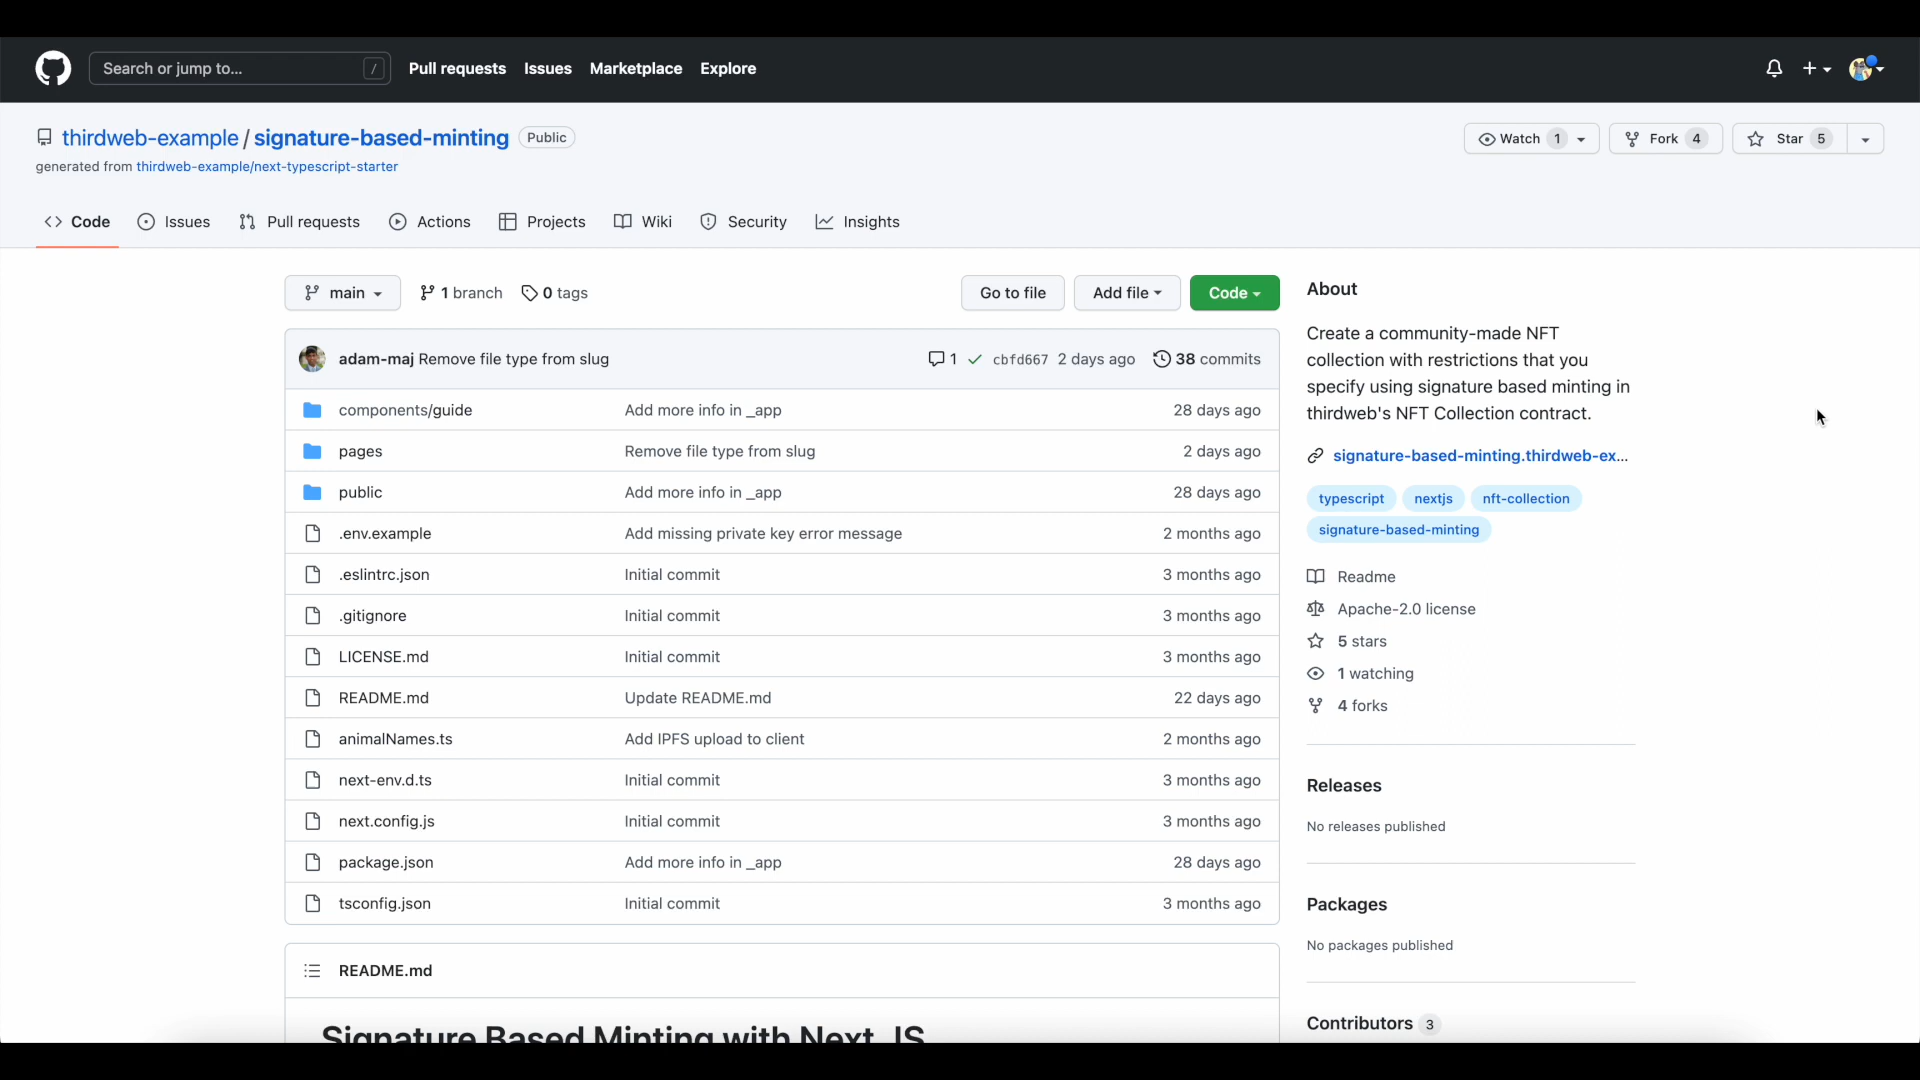 Search or jump to... /
Pull requests Issues Marketplace Explore
thirdweb-example / signature-based-minting Public
Watch 1 Fork 4 Star 5
generated from thirdweb-example/next-typescript-starter
Code Issues Pull requests Actions Projects Wiki Security Insights
main 1 branch 0 tags Go to file Add file Code
adam-maj Remove file type from slug 1 cbfd667 2 days ago 38 commits
components/guide Add more info in _app 28 days ago
pages Remove file type from slug 2 days ago
public Add more info in _app 28 days ago
.env.example Add missing private key error message 2 months ago
.eslintrc.json Initial commit 3 months ago
.gitignore Initial commit 3 months ago
LICENSE.md Initial commit 3 months ago
README.md Update README.md 22 days ago
animalNames.ts Add IPFS upload to client 2 months ago
next-env.d.ts Initial commit 3 months ago
next.config.js Initial commit 3 months ago
package.json Add more info in _app 28 days ago
tsconfig.json Initial commit 3 months ago
README.md
Signature Based Minting with Next.JS
About
Create a community-made NFT
collection with restrictions that you
specify using signature based minting in
thirdweb's NFT Collection contract.
signature-based-minting.thirdweb-ex...
typescript nextjs nft-collection
signature-based-minting
Readme
Apache-2.0 license
5 stars
1 watching
4 forks
Releases
No releases published
Packages
No packages published
Contributors 3